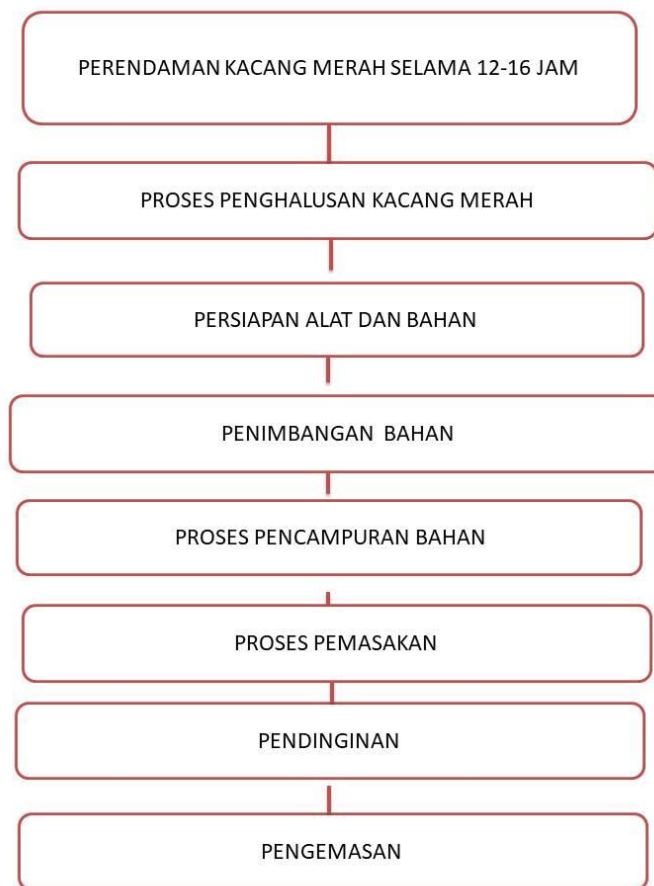 PERENDAMAN KACANG MERAH SELAMA 12-16 JAM
PROSES PENGHALUSAN KACANG MERAH
PERSIAPAN ALAT DAN BAHAN
PENIMBANGAN BAHAN
PROSES PENCAMPURAN BAHAN
PROSES PEMASAKAN
PENDINGINAN
PENGEMASAN